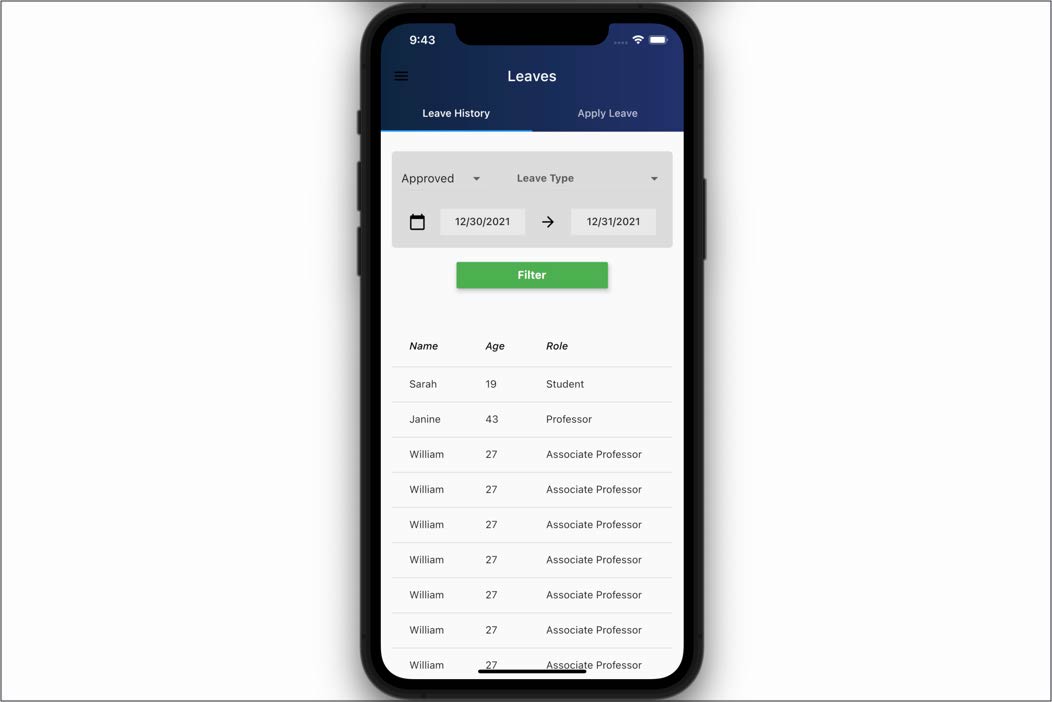 9:43
Leaves
Leave History Apply Leave
Approved Leave Type
12/30/2021 12/31/2021
Filter
Name Age Role
Sarah 19 Student
Janine 43 Professor
William 27 Associate Professor
William 27 Associate Professor
William 27 Associate Professor
William 27 Associate Professor
William 27 Associate Professor
William 27 Associate Professor
William 27 Associate Professor